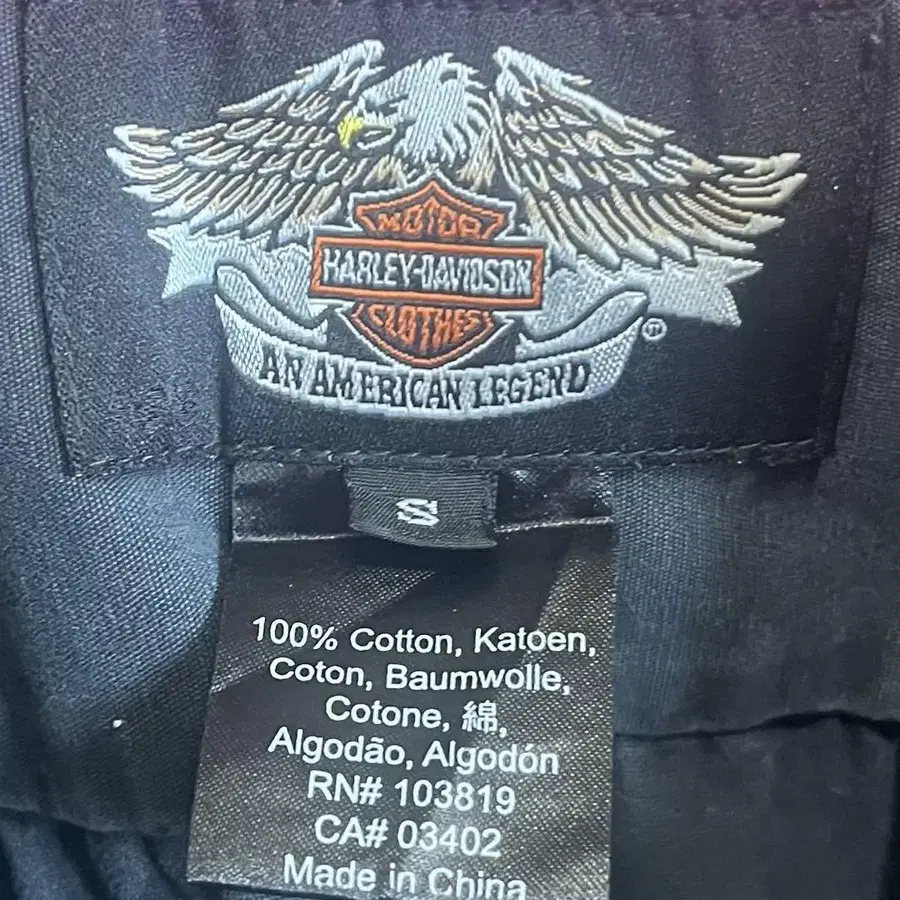 MOTOR
HARLEY-DAVIDSON
CLOTHES
AN AMERICAN LEGEND
S
100% Cotton, Katoen,
Coton, Baumwolle,
Cotone, 綿,
Algodão, Algodón
RN# 103819
CA# 03402
Made in China